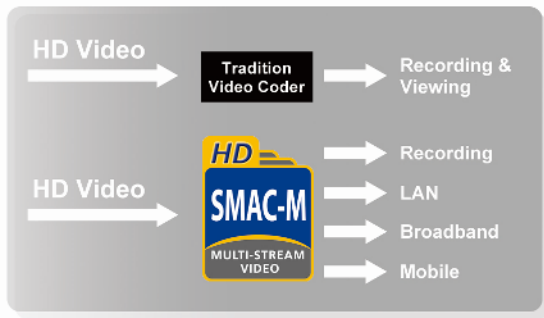 HD Video
Tradition
Video Coder
Recording &
Viewing
HD Video
HD
SMAC-M
MULTI-STREAM
VIDEO
Recording
LAN
Broadband
Mobile